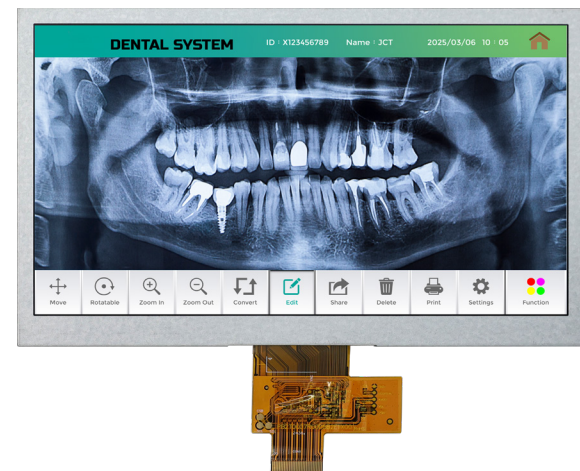 DENTAL SYSTEM
ID : X123456789
Name : JCT
2025/03/06 10 : 05
Move
Rotatable
Zoom In
Zoom Out
Convert
Edit
Share
Delete
Print
Settings
Function